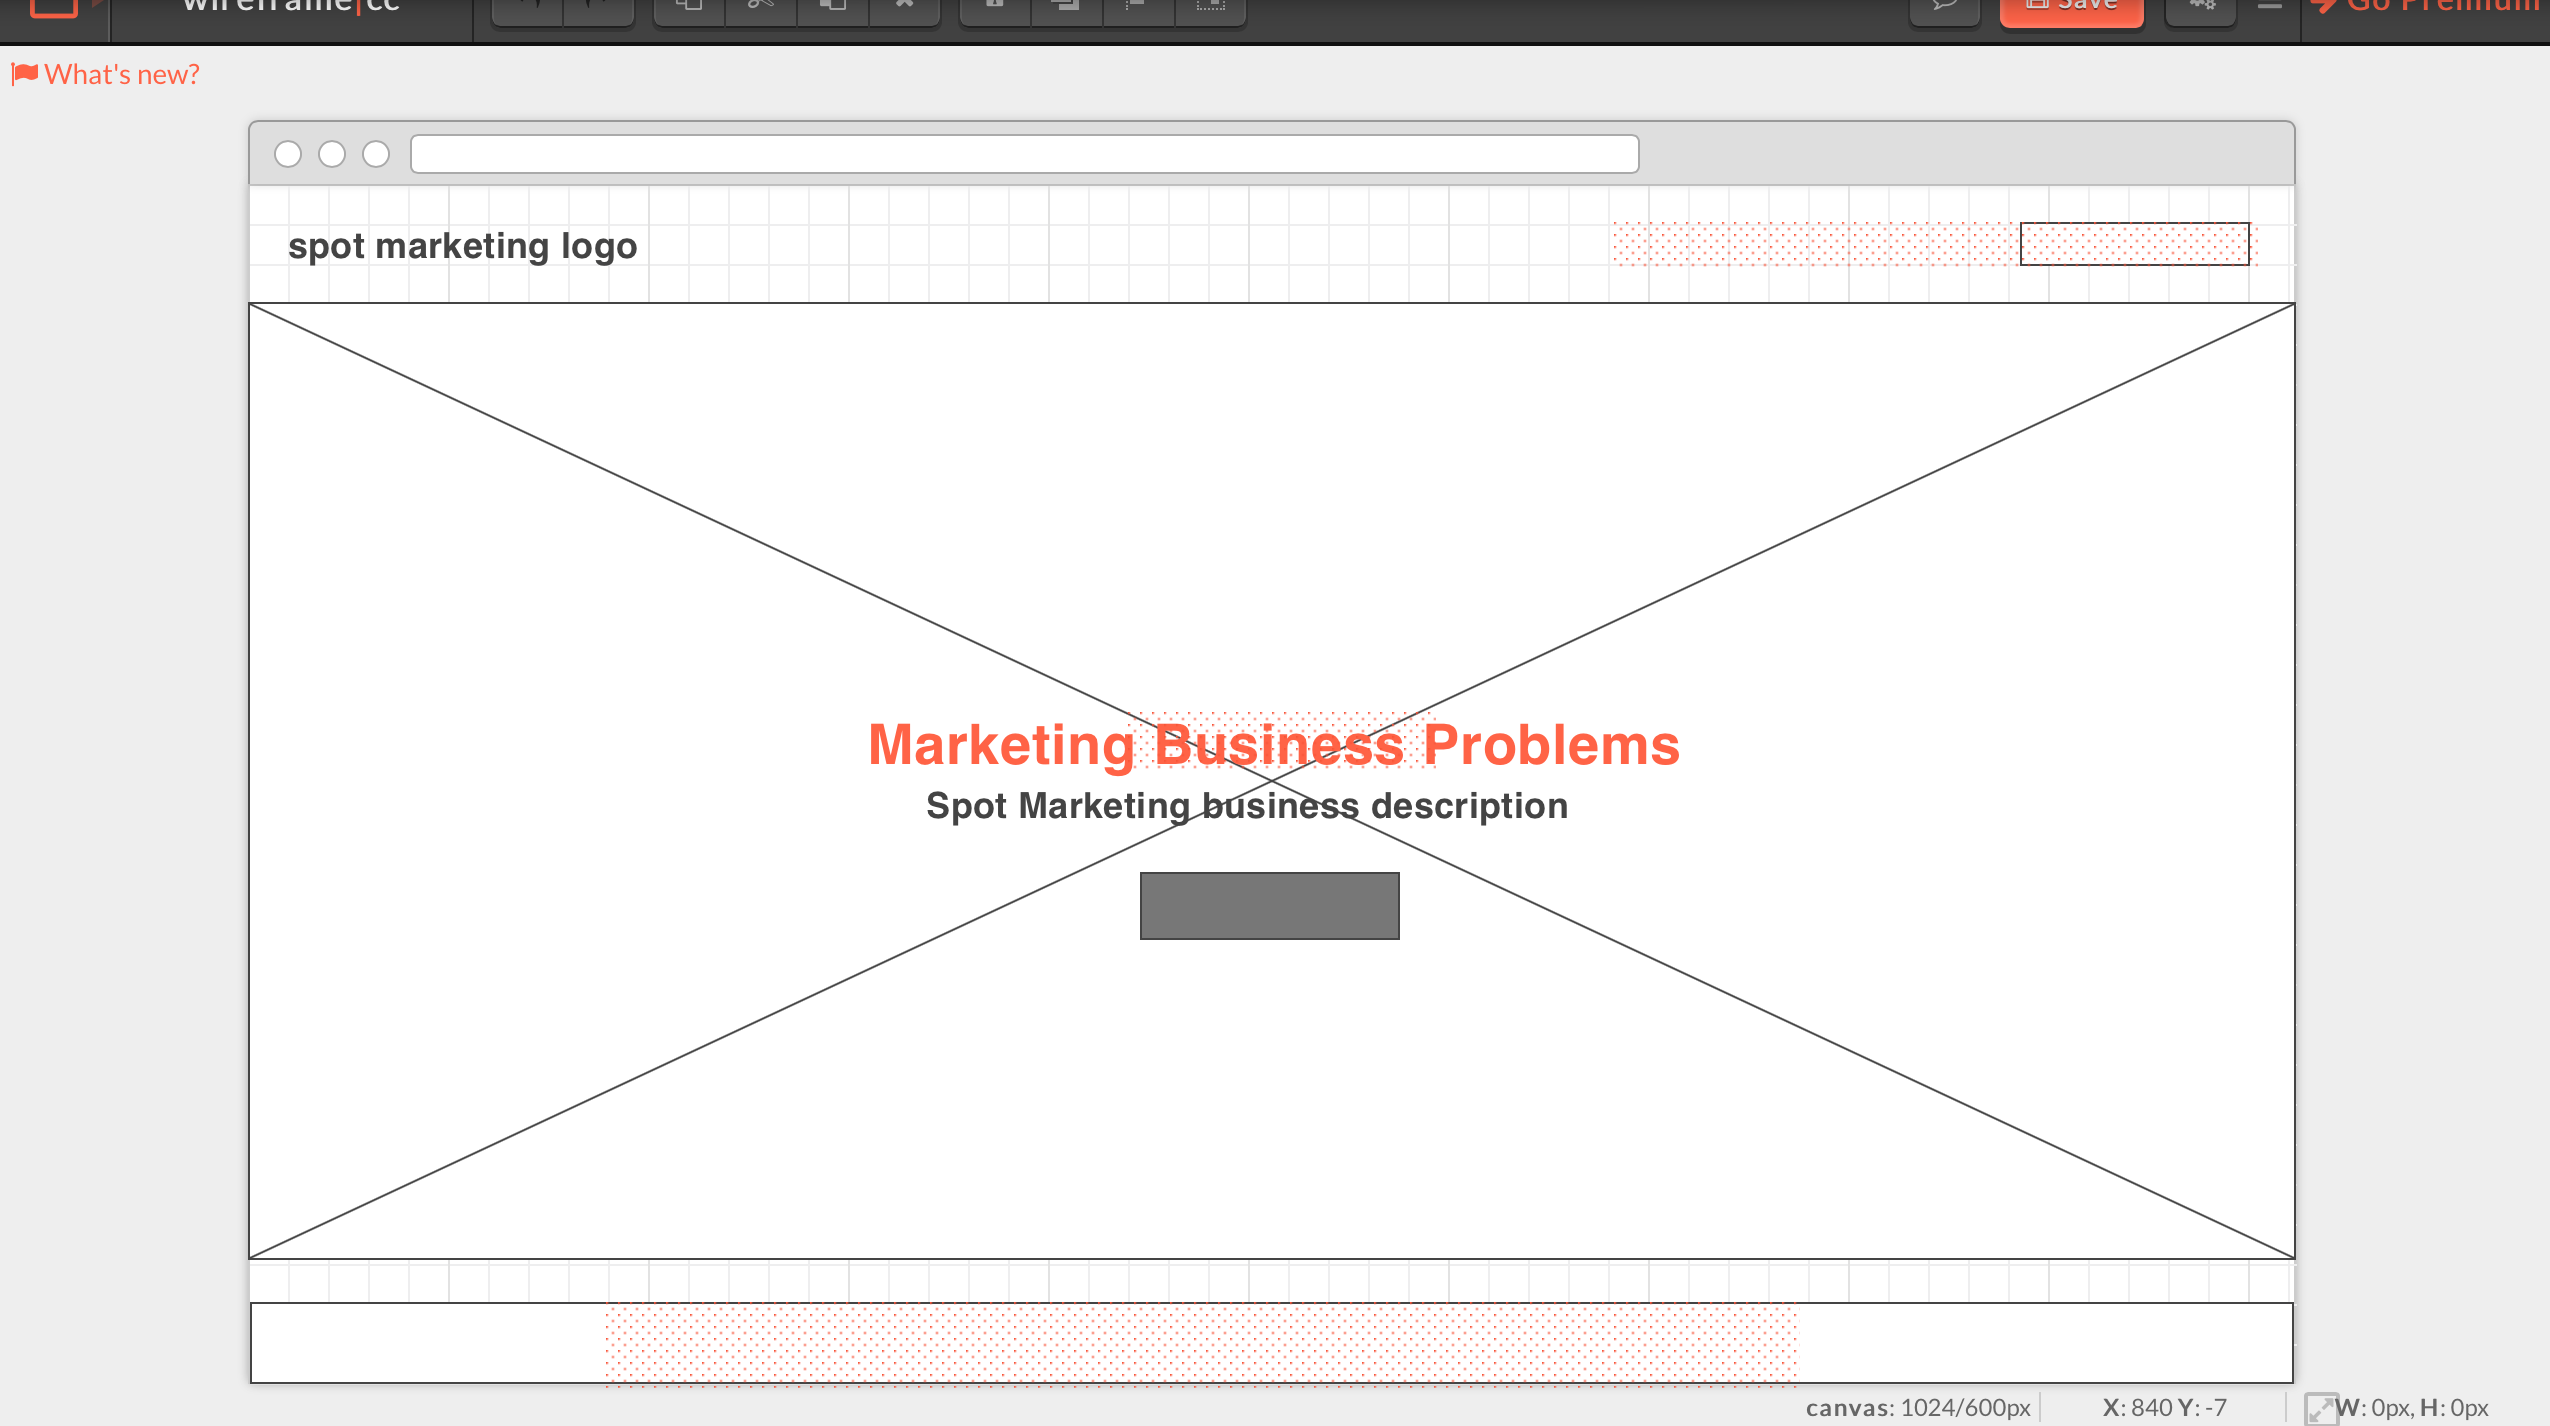 wireframe|cc
Save
Go Premium
What's new?
spot marketing logo
Marketing Business Problems
Spot Marketing business description
canvas: 1024/600px
X: 840 Y: -7
W: 0px, H: 0px